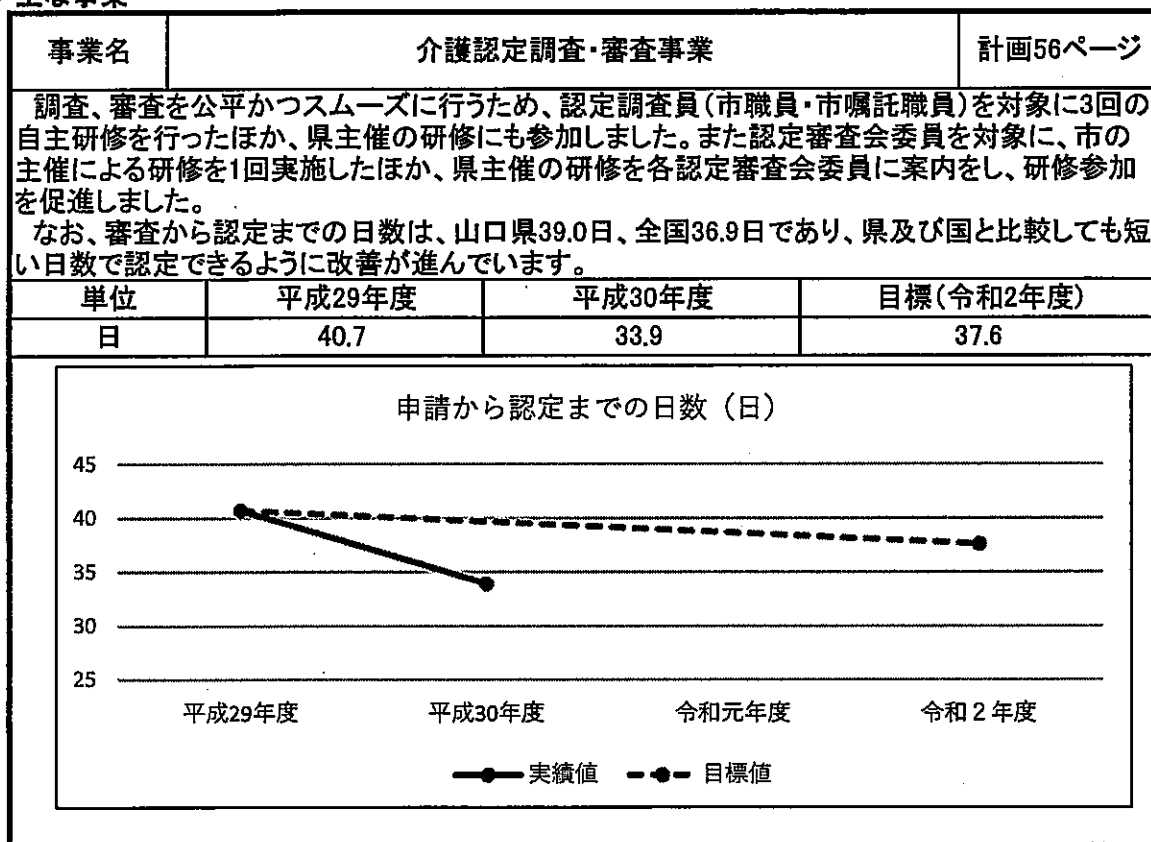 事業名 介護認定調査・審査事業 計画56ページ
調査、審査を公平かつスムーズに行うため、認定調査員(市職員・市嘱託職員)を対象に3回の
自主研修を行ったほか、県主催の研修にも参加しました。また認定審査会委員を対象に、市の
主催による研修を1回実施したほか、県主催の研修を各認定審査会委員に案内をし、研修参加
を促進しました。
なお、審査から認定までの日数は、山口県39.0日、全国36.9日であり、県及び国と比較しても短
い日数で認定できるように改善が進んでいます。
単位 平成29年度 平成30年度 目標(令和2年度)
日 40.7 33.9 37.6
申請から認定までの日数(日)
45
40
35
30
25
平成29年度 平成30年度 令和元年度 令和2年度
実績値 目標値